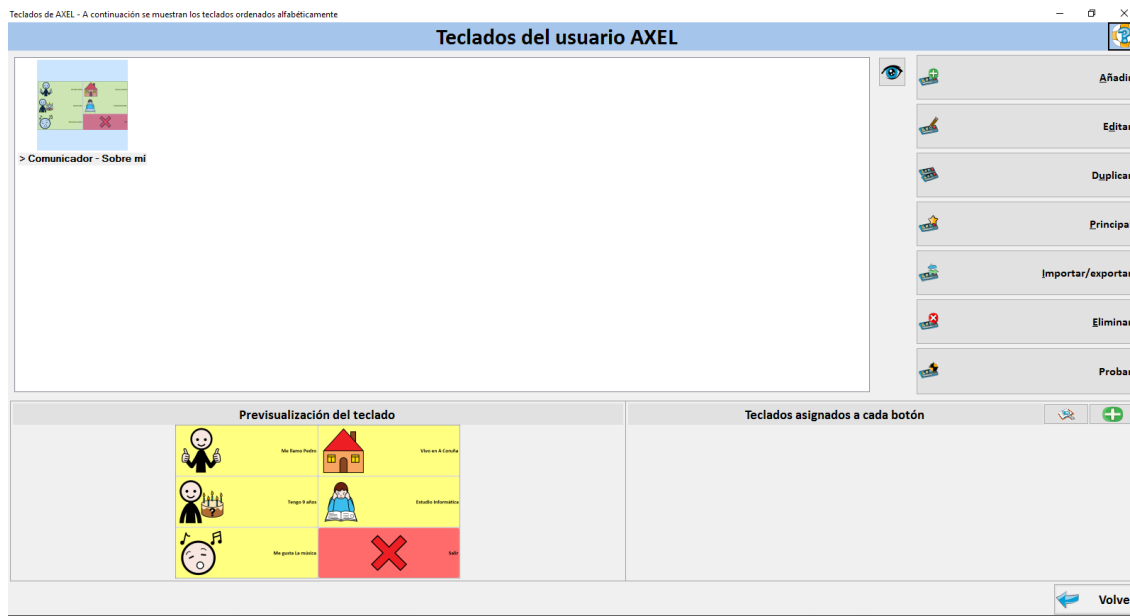 Teclados de AXEL - A continuación se muestran los teclados ordenados alfabéticamente
Teclados del usuario AXEL
> Comunicador - Sobre mí
Añadir
Editar
Duplicar
Principa
Importar/exportar
Eliminar
Probar
Previsualización del teclado
Teclados asignados a cada botón
Me llamo Pedro
Vivo en A Coruña
Tengo 9 años
Estudio Informática
Me gusta La música
Salir
Volve